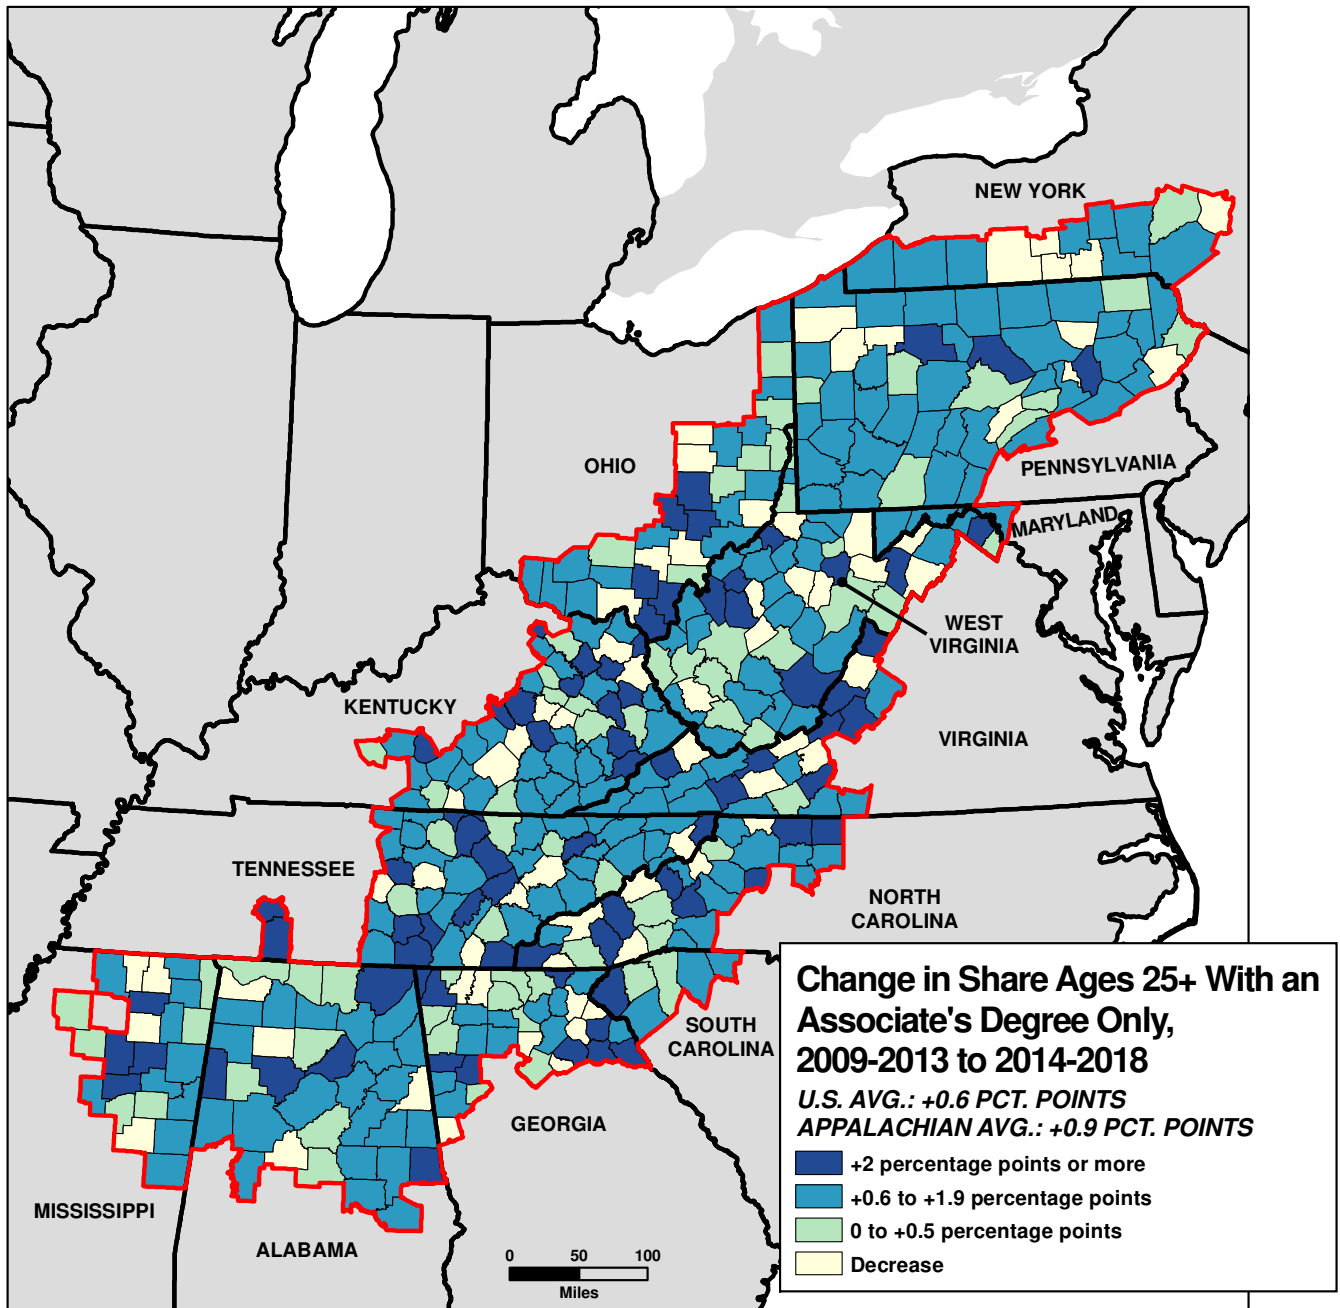 NEW YORK
OHIO
PENNSYLVANIA
MARYLAND
WEST
VIRGINIA
KENTUCKY
VIRGINIA
TENNESSEE
NORTH
CAROLINA
SOUTH
CAROLINA
GEORGIA
MISSISSIPPI
ALABAMA
0 50 100
Miles
Change in Share Ages 25+ With an
Associate's Degree Only,
2009-2013 to 2014-2018
U.S. AVG.: +0.6 PCT. POINTS
APPALACHIAN AVG.: +0.9 PCT. POINTS
+2 percentage points or more
+0.6 to +1.9 percentage points
0 to +0.5 percentage points
Decrease